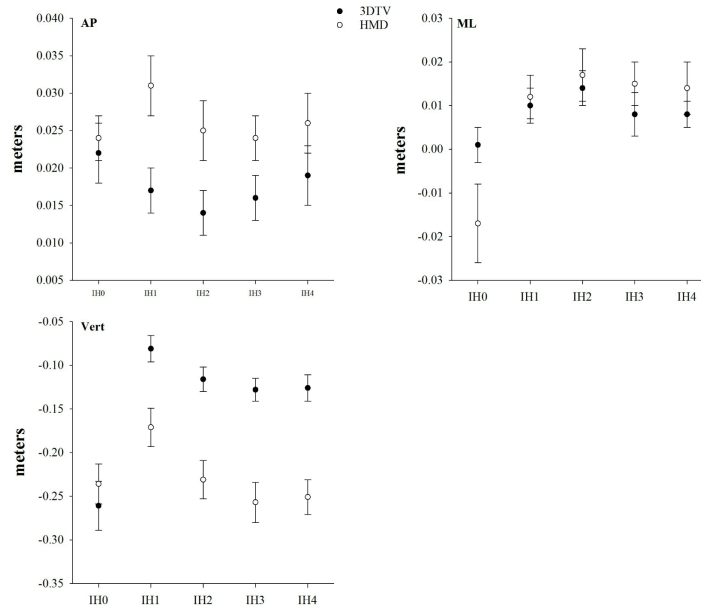 3DTV
HMD
AP
0.040
0.035
0.030
0.025
0.020
0.015
0.010
0.005
meters
IH0 IH1 IH2 IH3 IH4
ML
0.03
0.02
0.01
0.00
-0.01
-0.02
-0.03
meters
IH0 IH1 IH2 IH3 IH4
Vert
-0.05
-0.10
-0.15
-0.20
-0.25
-0.30
-0.35
meters
IH0 IH1 IH2 IH3 IH4